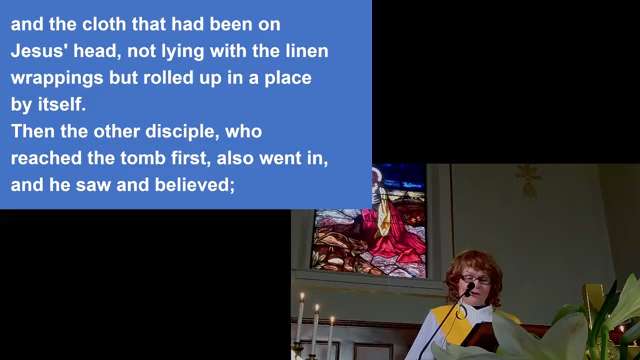 and the cloth that had been on
Jesus' head, not lying with the linen
wrappings but rolled up in a place
by itself.
Then the other disciple, who
reached the tomb first, also went in,
and he saw and believed;